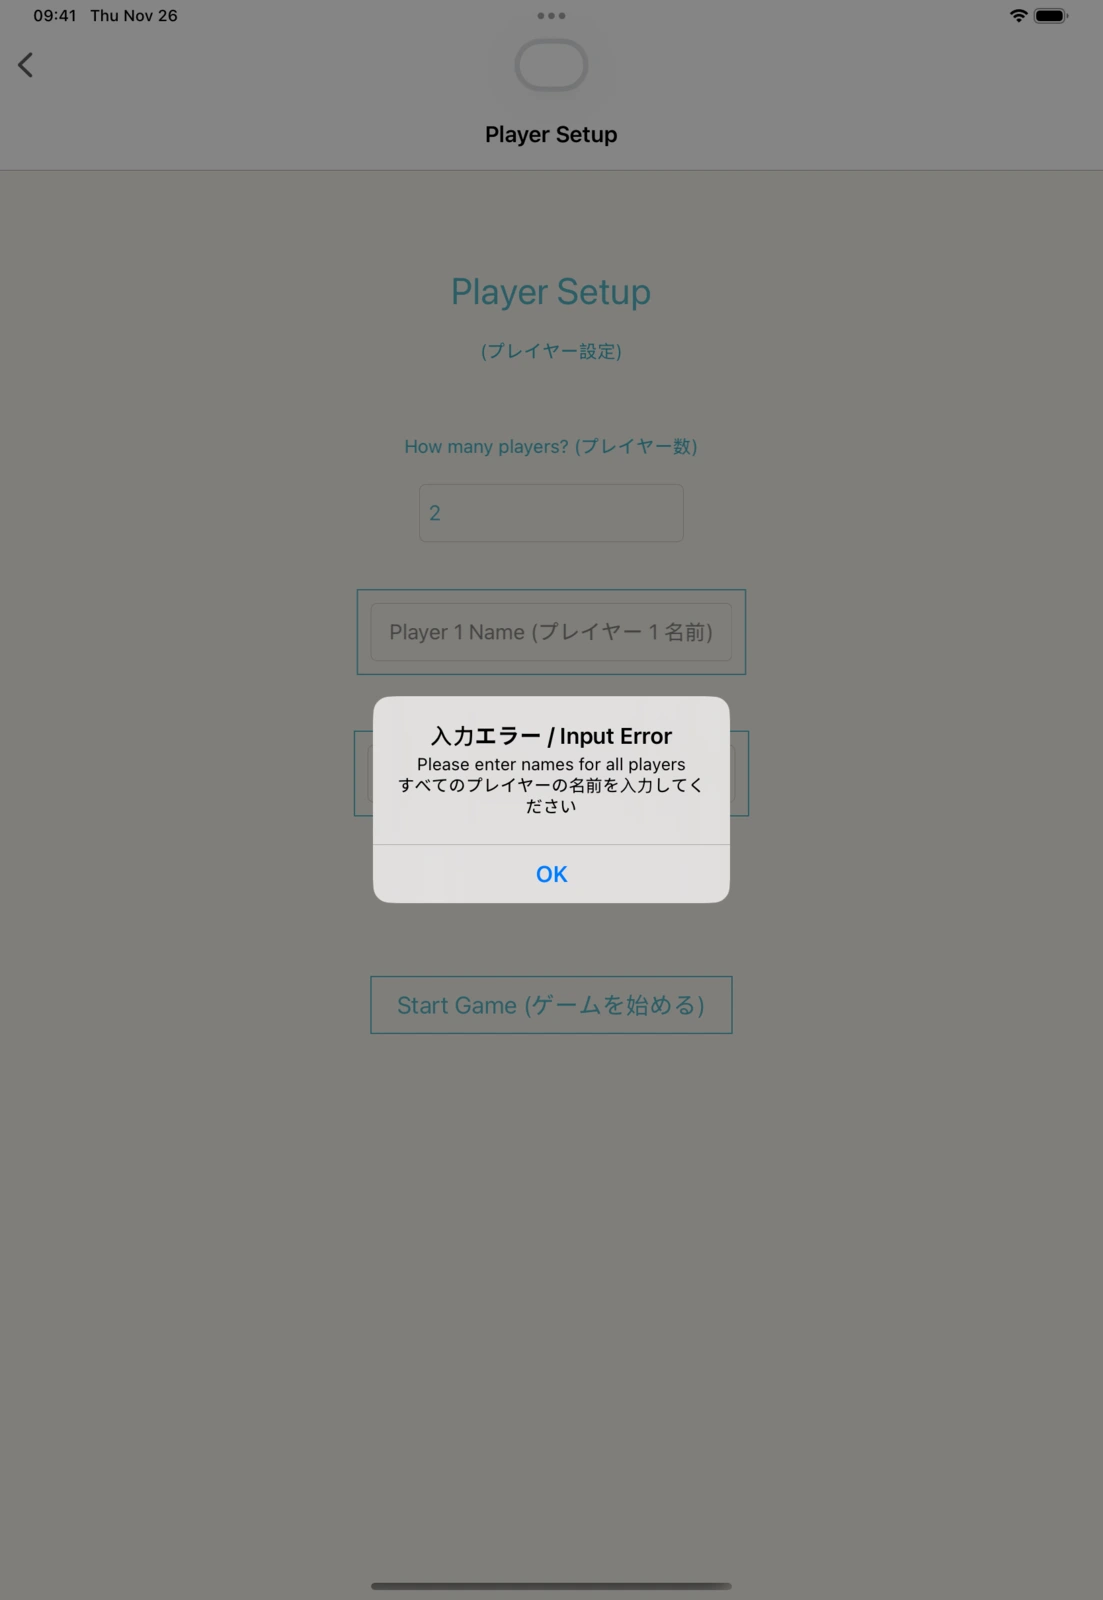 09:41 Thu Nov 26
Player Setup
Player Setup
(プレイヤー設定)
How many players? (プレイヤー数)
2
Player 1 Name (プレイヤー 1 名前)
入力エラー / Input Error
Please enter names for all players
すべてのプレイヤーの名前を入力してく
ださい
OK
Start Game (ゲームを始める)